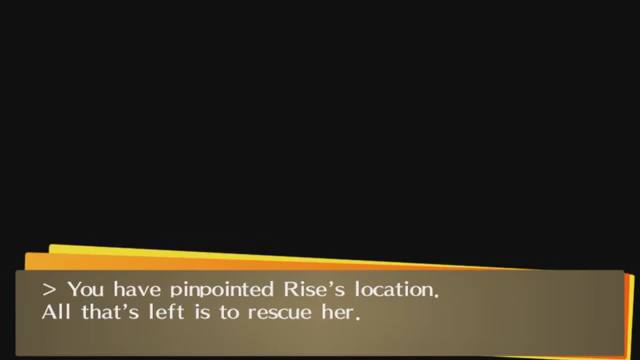 > You have pinpointed Rise's location.
All that's left is to rescue her.